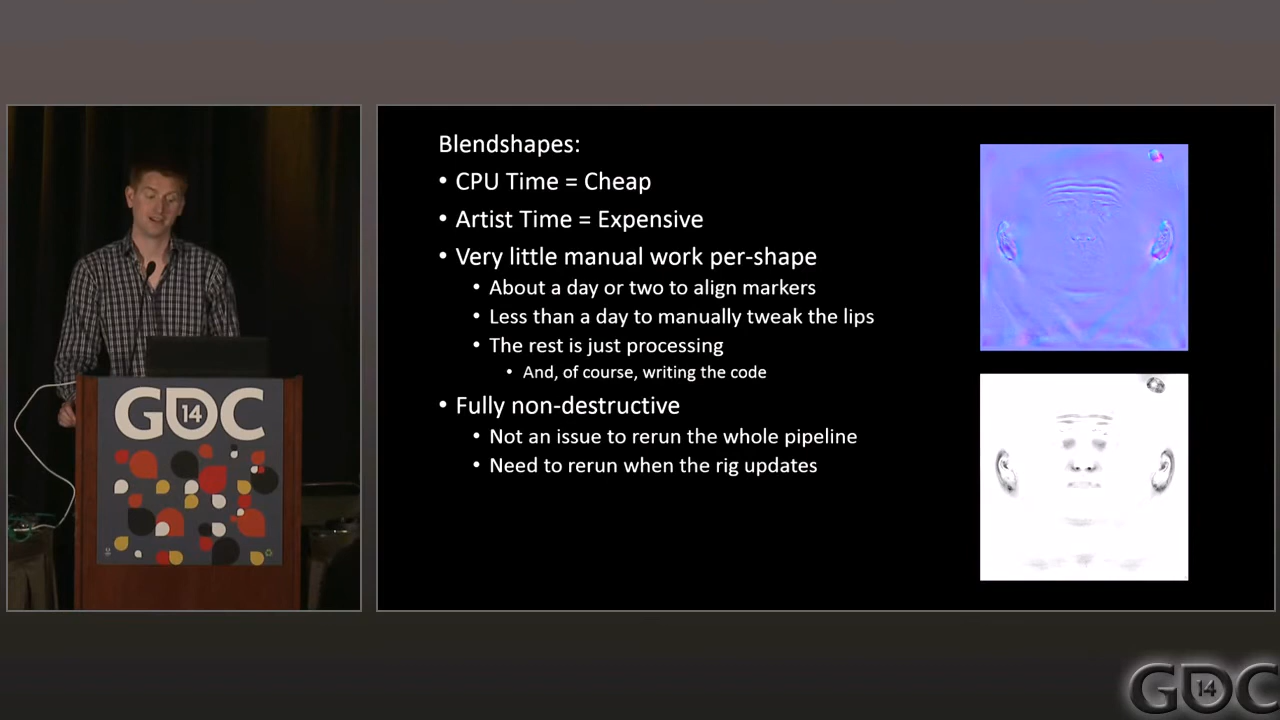 Blendshapes:
• CPU Time = Cheap
• Artist Time = Expensive
• Very little manual work per-shape
• About a day or two to align markers
• Less than a day to manually tweak the lips
• The rest is just processing
• And, of course, writing the code
• Fully non-destructive
• Not an issue to rerun the whole pipeline
• Need to rerun when the rig updates
GDC 14
GDC 14